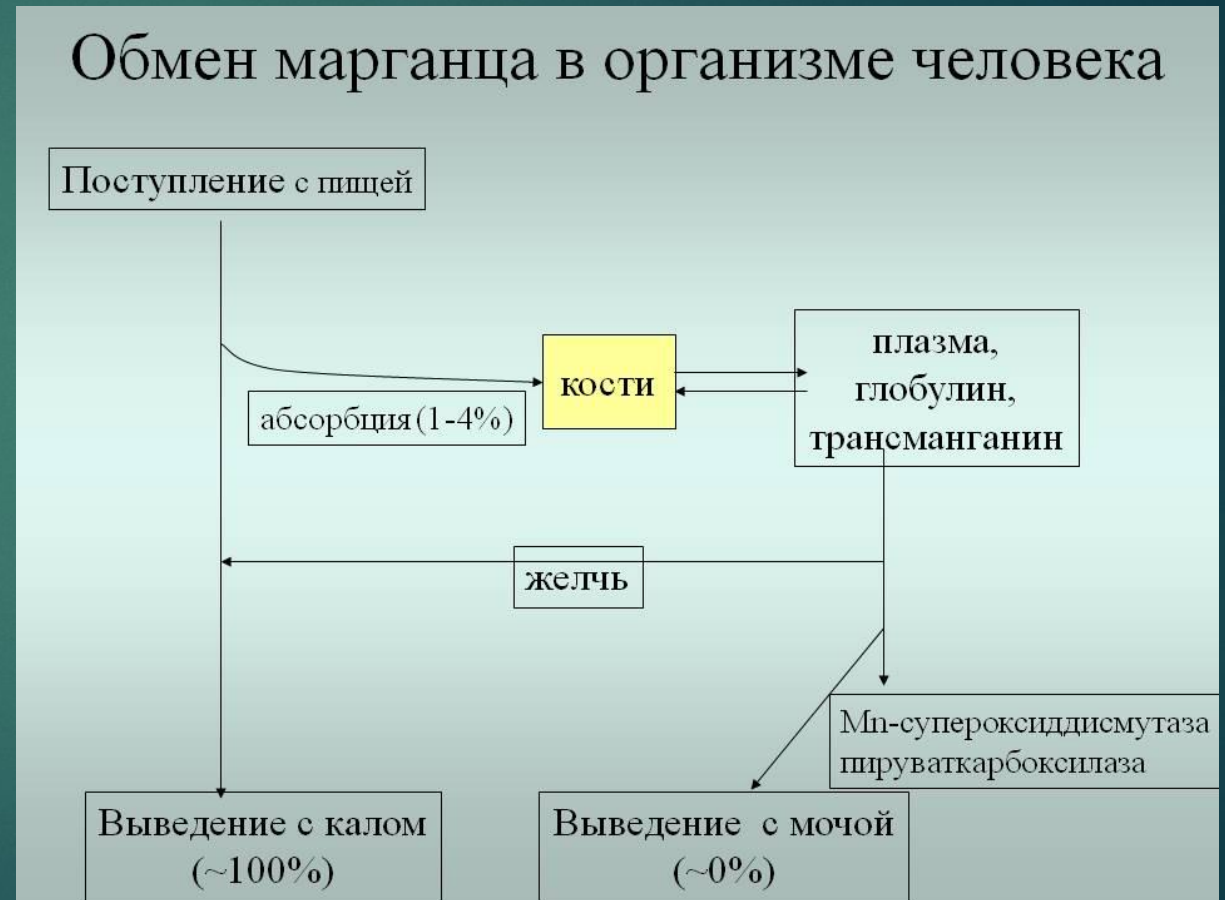 Обмен марганца в организме человека
Поступление с пищей
плазма,
глобулин,
трансманганин
кости
абсорбция (1-4%)
желчь
Mn-супероксиддисмутаза
пируваткарбоксилаза
Выведение с калом
(~100%)
Выведение с мочой
(~0%)